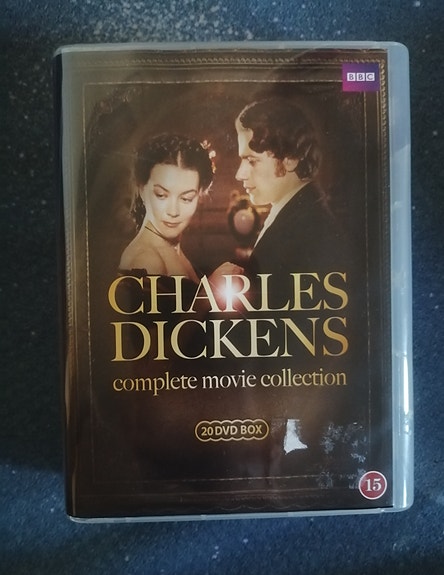 BBC
CHARLES
DICKENS
complete movie collection
20 DVD BOX
15